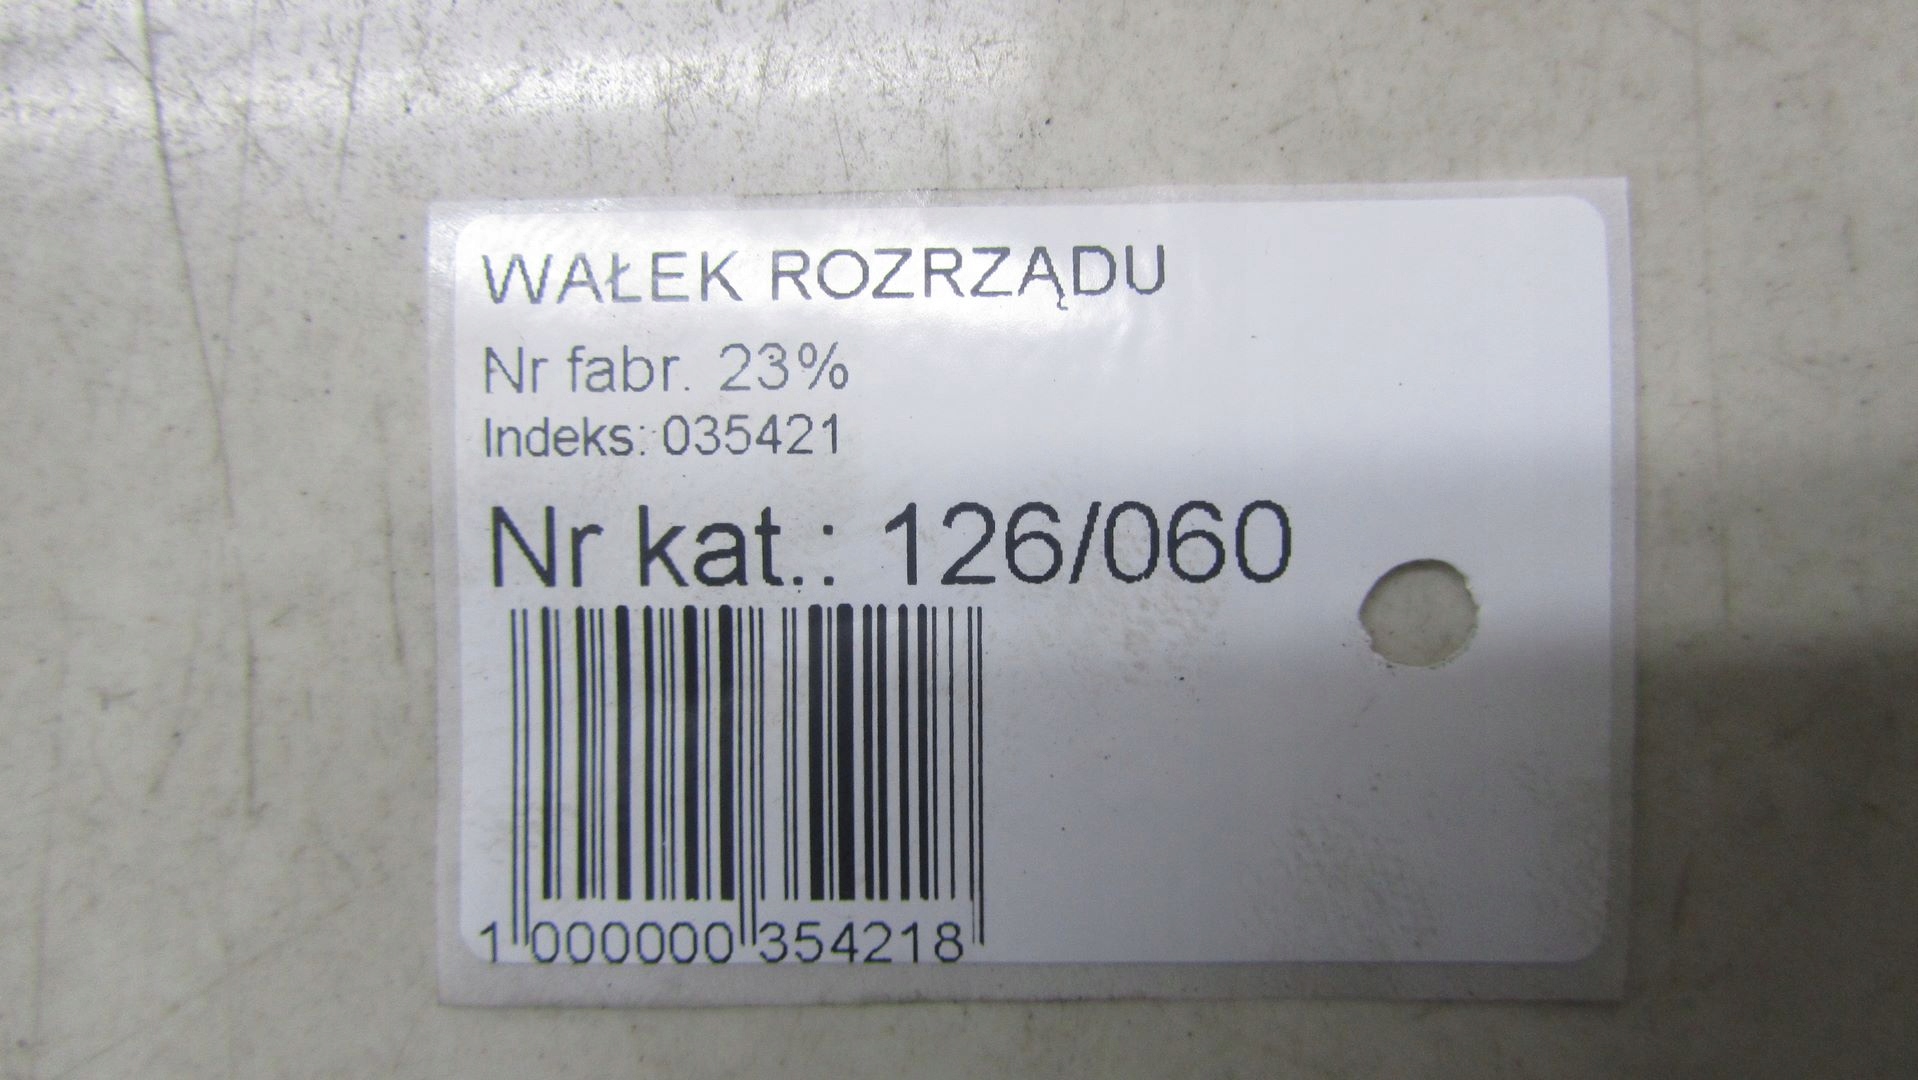 WAŁEK ROZRZĄDU
Nr fabr. 23%
Indeks: 035421
Nr kat.: 126/060
1 000000 354218